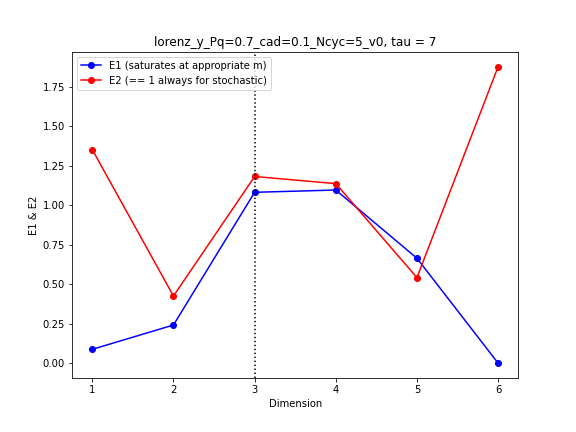 lorenz_y_Pq=0.7_cad=0.1_Ncyc=5_v0, tau = 7
E1 (saturates at appropriate m)
E2 (== 1 always for stochastic)
1.75
1.50
1.25
1.00
0.75
0.50
0.25
0.00
E1 & E2
1 2 3 4 5 6
Dimension